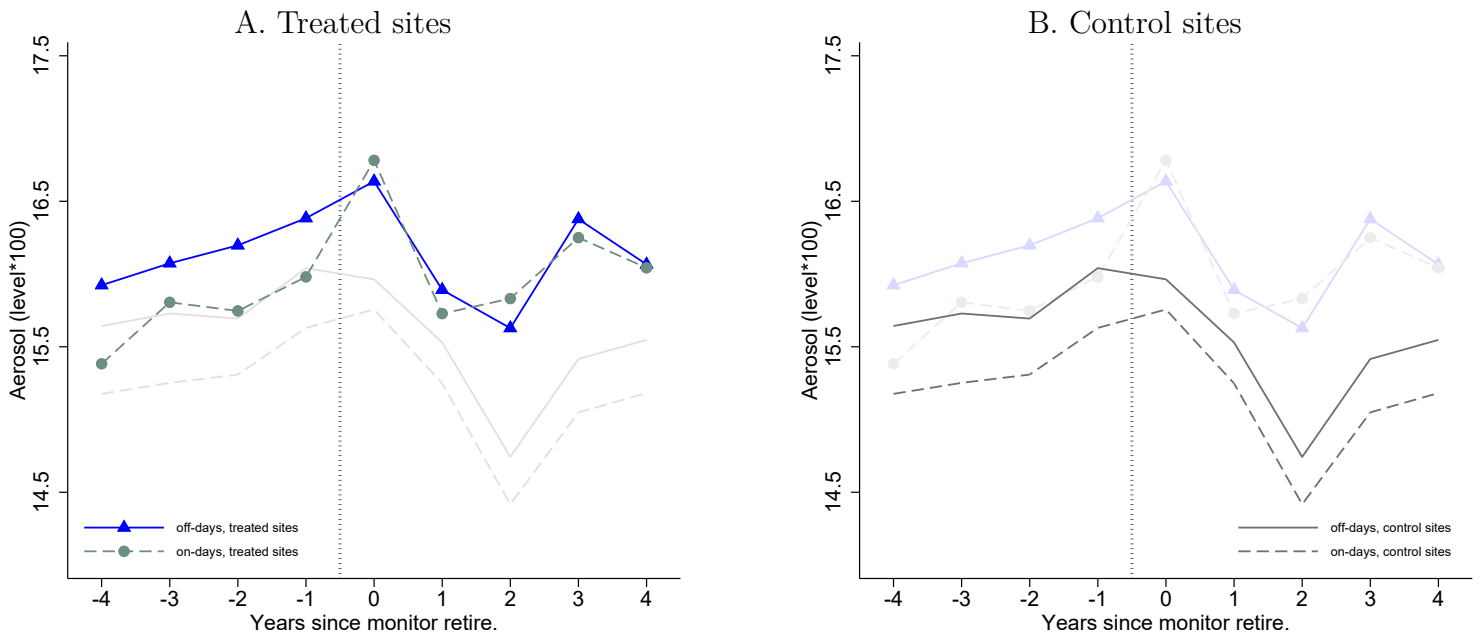 A. Treated sites
17.5
16.5
15.5
14.5
Aerosol (level*100)
off-days, treated sites
on-days, treated sites
-4 -3 -2 -1 0 1 2 3 4
Years since monitor retire.
B. Control sites
17.5
16.5
15.5
14.5
Aerosol (level*100)
off-days, control sites
on-days, control sites
-4 -3 -2 -1 0 1 2 3 4
Years since monitor retire.